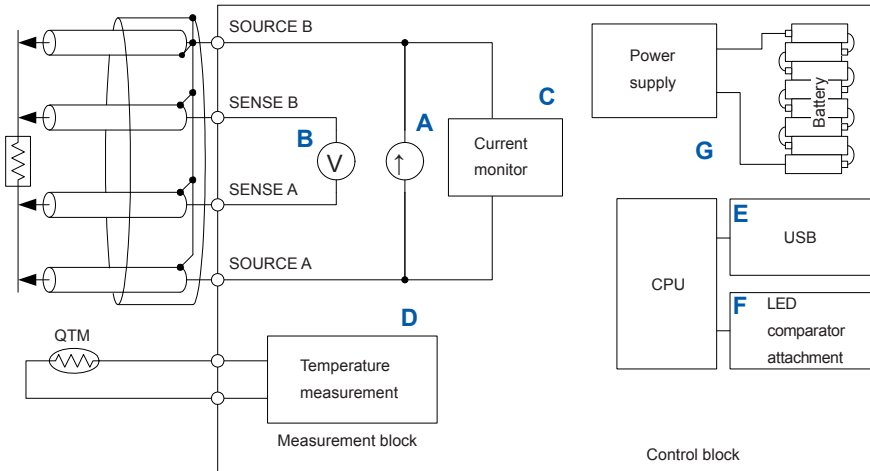 SOURCE B
SENSE B
SENSE A
SOURCE A
B
V
A
↑
C
Current
monitor
Power
supply
Battery
G
CPU
E
USB
F
LED
comparator
attachment
QTM
D
Temperature
measurement
Measurement block
Control block